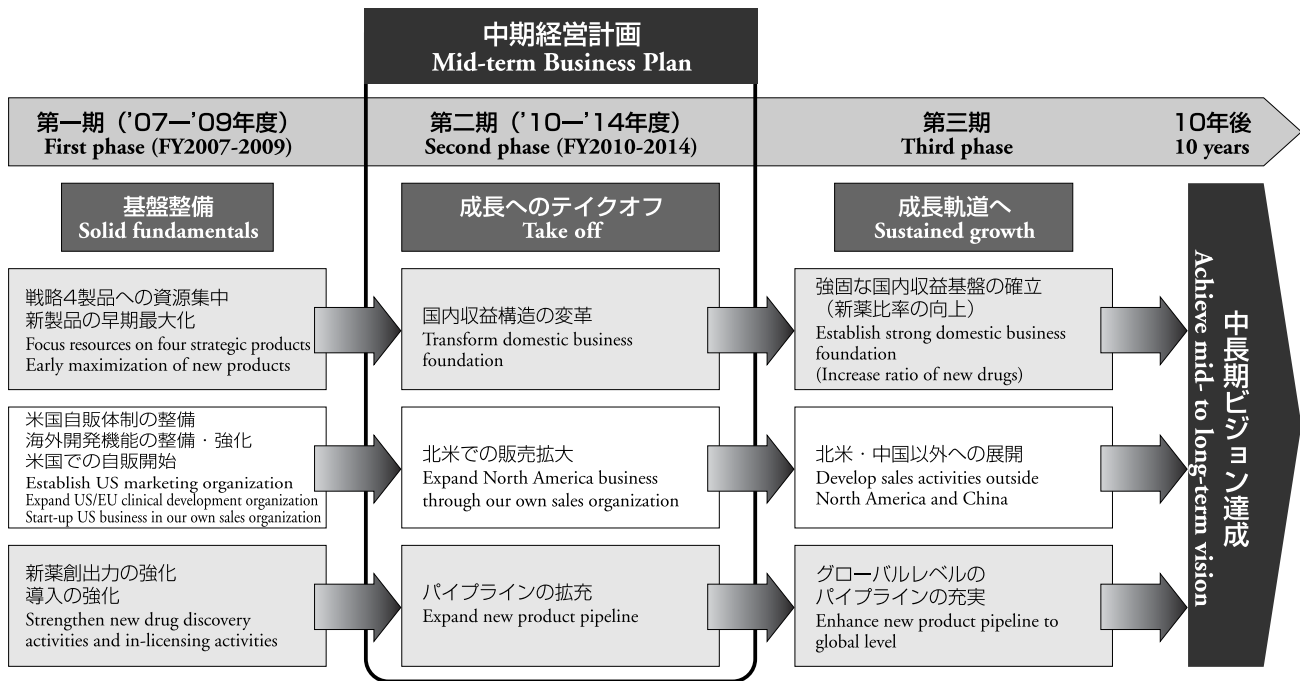 中期経営計画
Mid-term Business Plan
第一期（’07ー’09年度）
First phase (FY2007-2009)
第二期（’10ー’14年度）
Second phase (FY2010-2014)
第三期
Third phase
10年後
10 years
基盤整備
Solid fundamentals
成長へのテイクオフ
Take off
成長軌道へ
Sustained growth
戦略4製品への資源集中
新製品の早期最大化
Focus resources on four strategic products
Early maximization of new products
国内収益構造の変革
Transform domestic business
foundation
強固な国内収益基盤の確立
（新薬比率の向上）
Establish strong domestic business
foundation
(Increase ratio of new drugs)
米国自販体制の整備
海外開発機能の整備・強化
米国での自販開始
Establish US marketing organization
Expand US/EU clinical development organization
Start-up US business in our own sales organization
北米での販売拡大
Expand North America business
through our own sales organization
北米・中国以外への展開
Develop sales activities outside
North America and China
新薬創出力の強化
導入の強化
Strengthen new drug discovery
activities and in-licensing activities
パイプラインの拡充
Expand new product pipeline
グローバルレベルの
パイプラインの充実
Enhance new product pipeline to
global level
中長期ビジョン達成
Achieve mid- to long-term vision